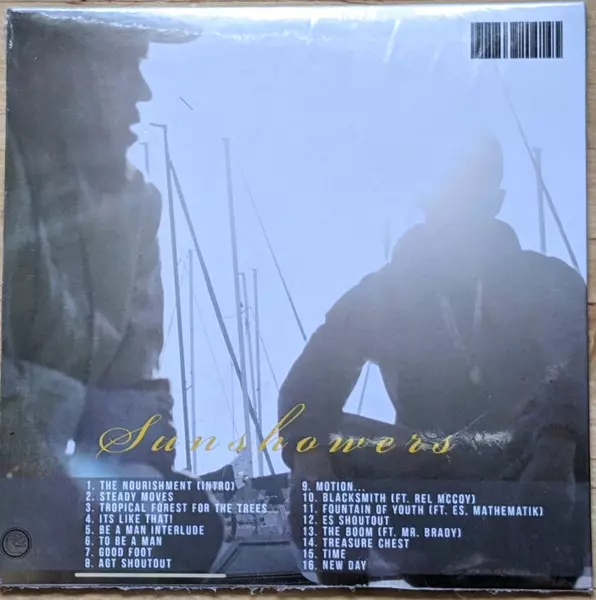 Sunshowers
1. THE NOURISHMENT (INTRO)
2. STEADY MOVES
3. TROPICAL FOREST FOR THE TREES...
4. ITS LIKE THAT!
5. BE A MAN INTERLUDE
6. TO BE A MAN
7. GOOD FOOT
8. AGT SHOUTOUT
9. MOTION...
10. BLACKSMITH (FT. REL MCCOY)
11. FOUNTAIN OF YOUTH (FT. ES. MATHEMATIK)
12. ES SHOUTOUT
13. THE BOOM (FT. MR. BRADY)
14. TREASURE CHEST
15. TIME
16. NEW DAY